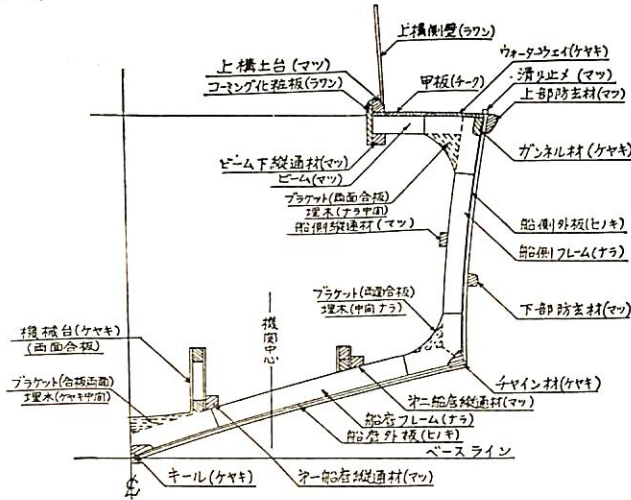 上構側壁(ラワン)
上構土台(マツ)
コーミング化粧板(ラワン)
甲板(チーク)
ウォーターウェイ(ケヤキ)
滑り止メ(マツ)
上部防玄材(マツ)
ガンネル材(ケヤキ)
ビーム下縦通材(マツ)
ビーム(マツ)
ブラケット(両面合板)
埋木(ナラ中間)
船側縦通材(マツ)
船側外板(ヒノキ)
船側フレーム(ナラ)
下部防玄材(マツ)
ブラケット(両面合板)
埋木(中間ナラ)
機関中心
機械台(ケヤキ)
(両面合板)
ブラケット(合板両面)
埋木(ケヤキ中間)
チャイン材(ケヤキ)
第二船底縦通材(マツ)
船底フレーム(ナラ)
船底外板(ヒノキ)
ベースライン
キール(ケヤキ)
第一船底縦通材(マツ)